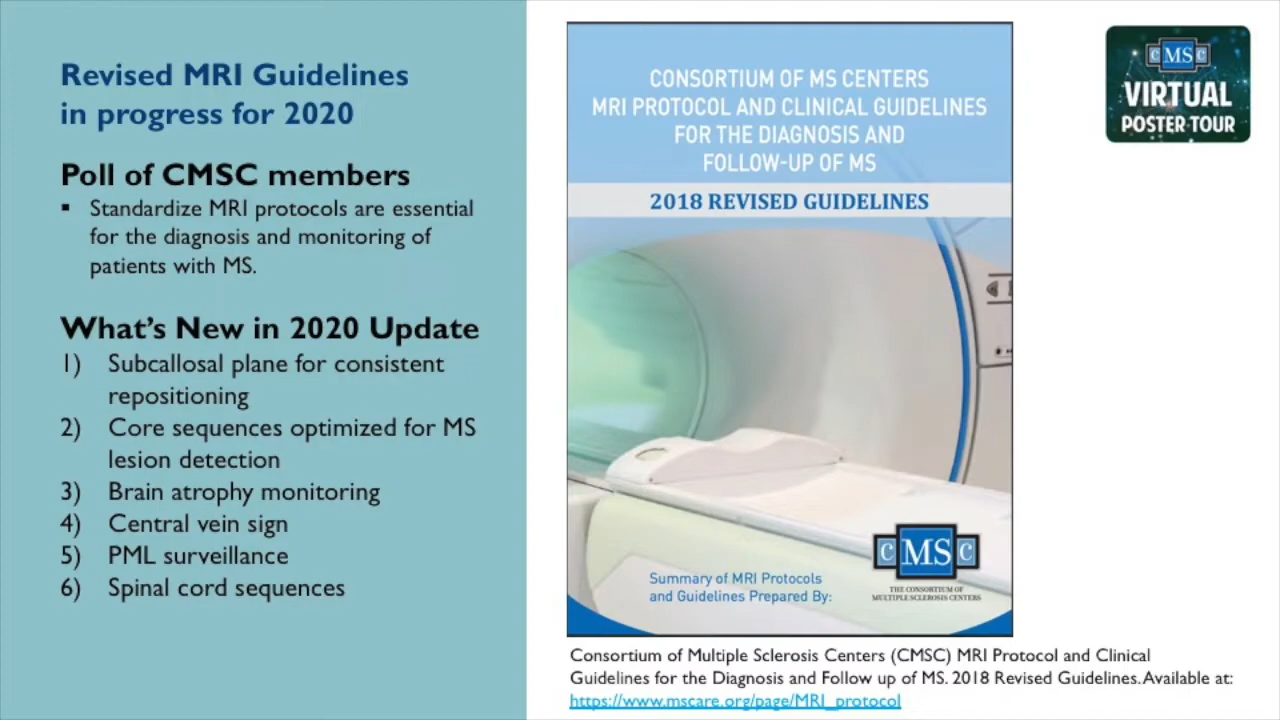 Revised MRI Guidelines
in progress for 2020
Poll of CMSC members
▪ Standardize MRI protocols are essential
for the diagnosis and monitoring of
patients with MS.
What's New in 2020 Update
1) Subcallosal plane for consistent
repositioning
2) Core sequences optimized for MS
lesion detection
3) Brain atrophy monitoring
4) Central vein sign
5) PML surveillance
6) Spinal cord sequences
CONSORTIUM OF MS CENTERS
MRI PROTOCOL AND CLINICAL GUIDELINES
FOR THE DIAGNOSIS AND
FOLLOW-UP OF MS
2018 REVISED GUIDELINES
Summary of MRI Protocols
and Guidelines Prepared By:
CMSC
THE CONSORTIUM OF
MULTIPLE SCLEROSIS CENTERS
Consortium of Multiple Sclerosis Centers (CMSC) MRI Protocol and Clinical
Guidelines for the Diagnosis and Follow up of MS. 2018 Revised Guidelines. Available at:
https://www.mscare.org/page/MRI_protocol
CMSC
VIRTUAL
POSTER TOUR